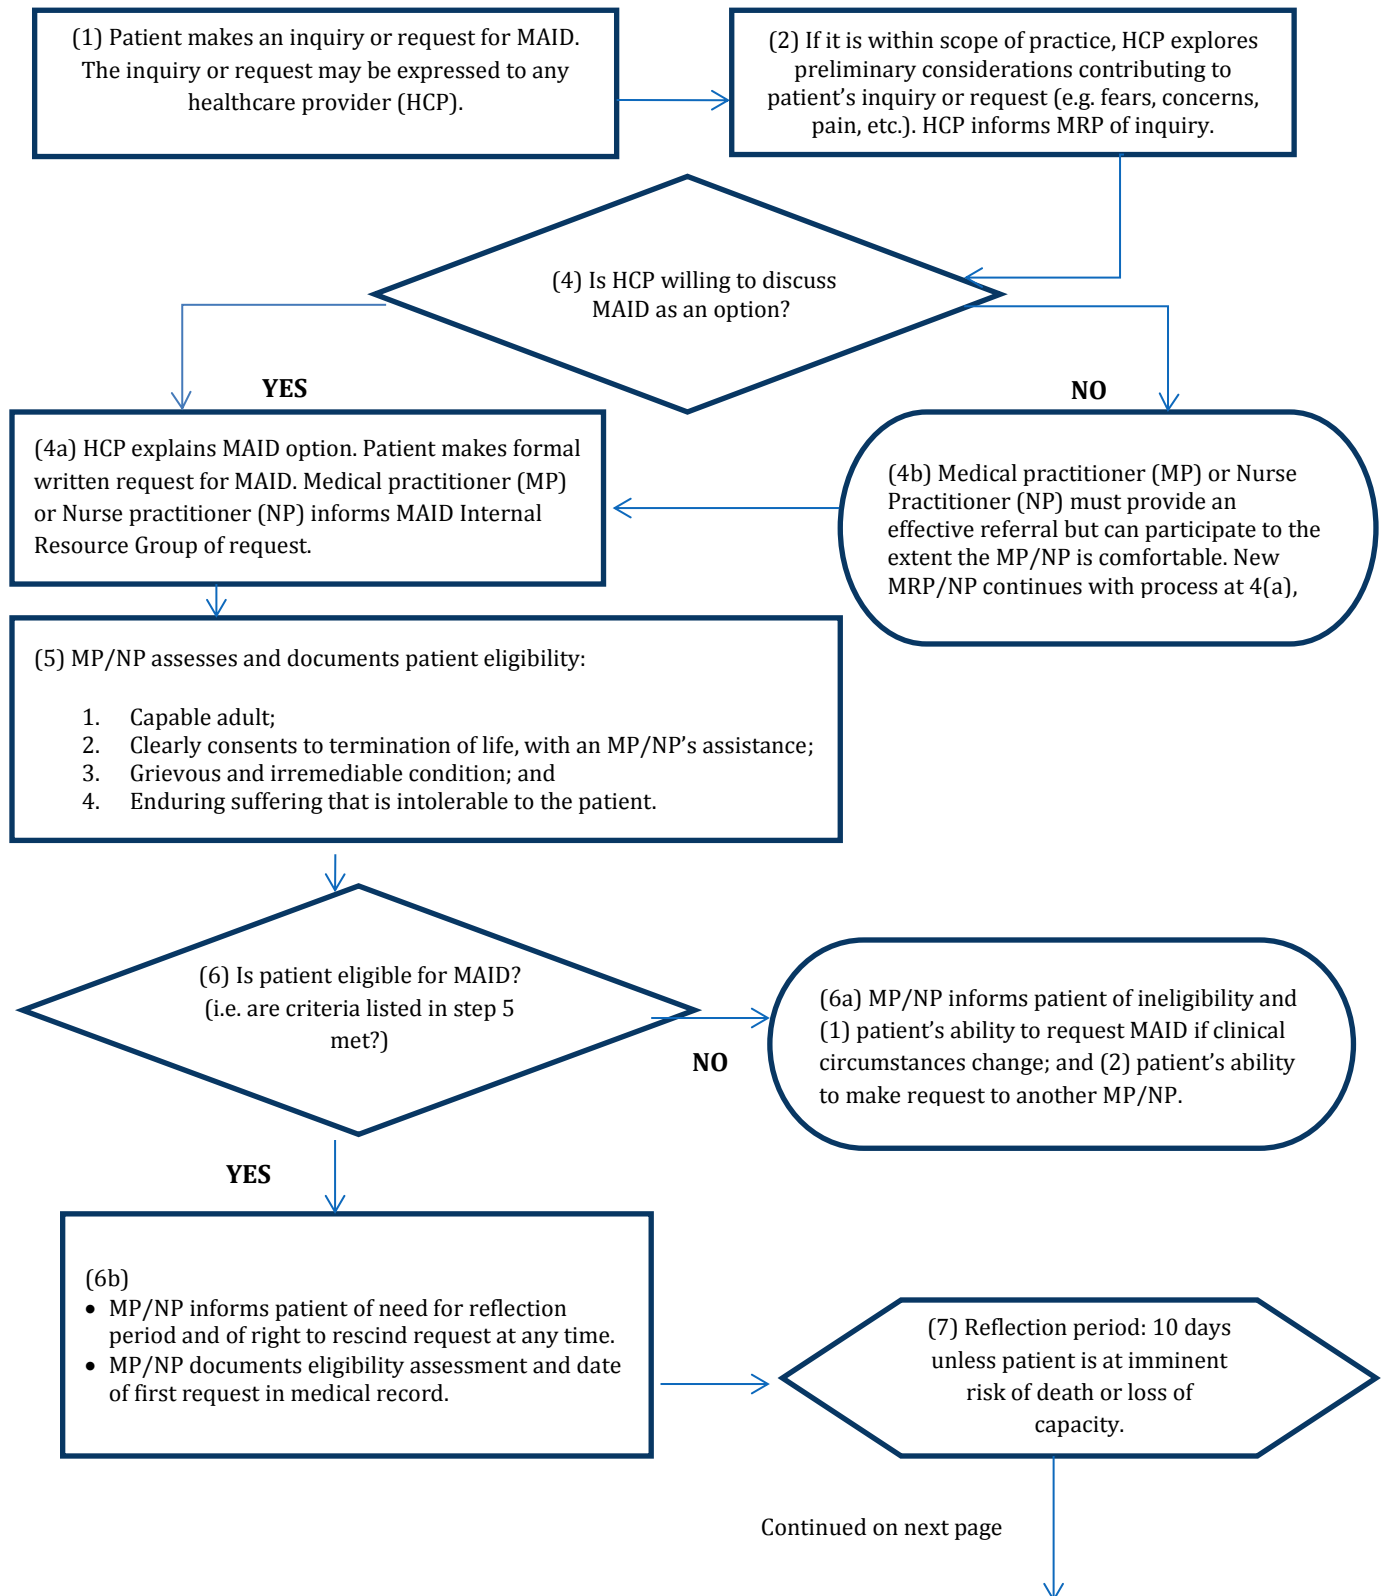 (1) Patient makes an inquiry or request for MAID.
The inquiry or request may be expressed to any
healthcare provider (HCP).
(2) If it is within scope of practice, HCP explores
preliminary considerations contributing to
patient’s inquiry or request (e.g. fears, concerns,
pain, etc.). HCP informs MRP of inquiry.
(4) Is HCP willing to discuss
MAID as an option?
YES
NO
(4a) HCP explains MAID option. Patient makes formal
written request for MAID. Medical practitioner (MP)
or Nurse practitioner (NP) informs MAID Internal
Resource Group of request.
(4b) Medical practitioner (MP) or Nurse
Practitioner (NP) must provide an
effective referral but can participate to the
extent the MP/NP is comfortable. New
MRP/NP continues with process at 4(a),
(5) MP/NP assesses and documents patient eligibility:
1. Capable adult;
2. Clearly consents to termination of life, with an MP/NP’s assistance;
3. Grievous and irremediable condition; and
4. Enduring suffering that is intolerable to the patient.
(6) Is patient eligible for MAID?
(i.e. are criteria listed in step 5
met?)
NO
(6a) MP/NP informs patient of ineligibility and
(1) patient’s ability to request MAID if clinical
circumstances change; and (2) patient’s ability
to make request to another MP/NP.
YES
(6b)
• MP/NP informs patient of need for reflection
period and of right to rescind request at any time.
• MP/NP documents eligibility assessment and date
of first request in medical record.
(7) Reflection period: 10 days
unless patient is at imminent
risk of death or loss of
capacity.
Continued on next page